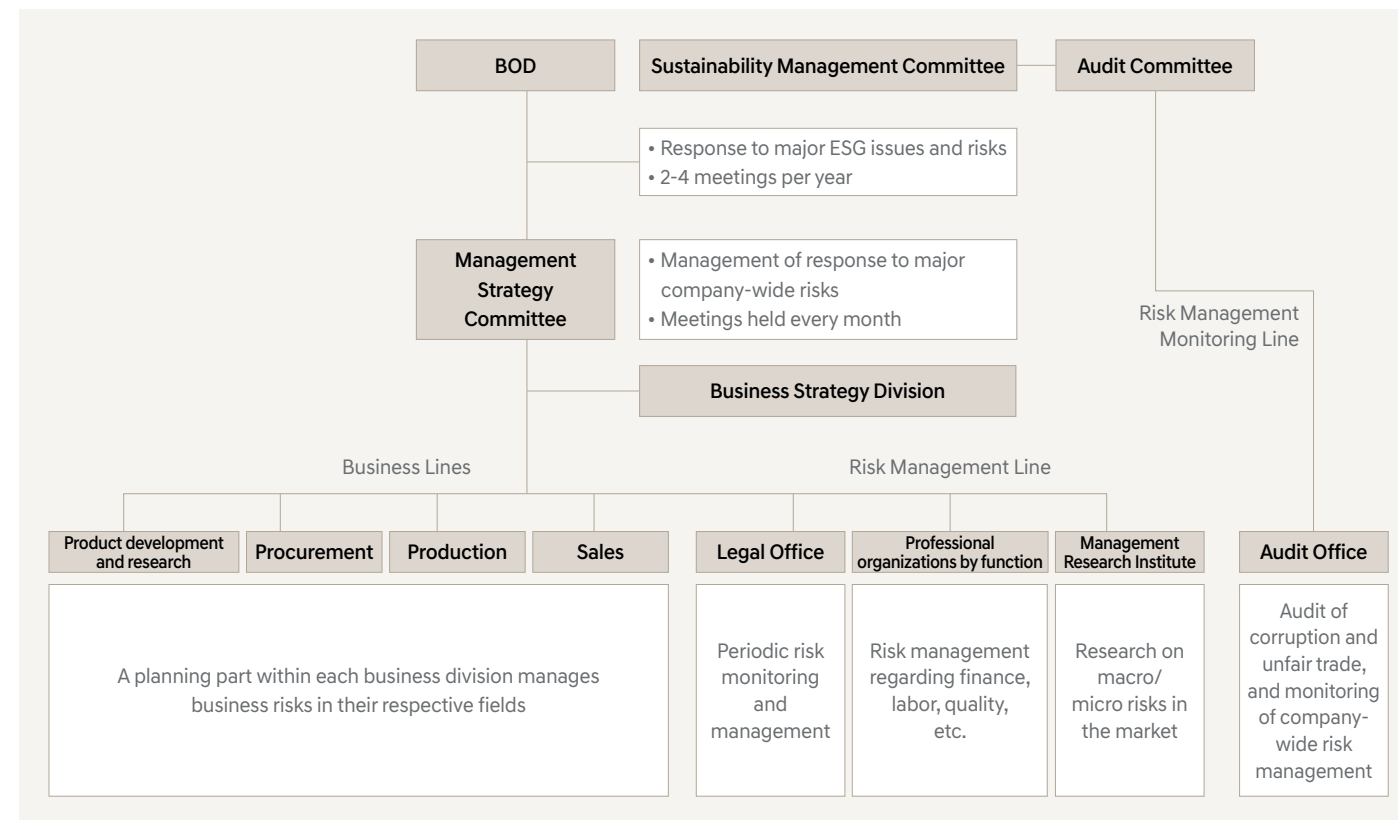 BOD
Sustainability Management Committee
Audit Committee
• Response to major ESG issues and risks
• 2-4 meetings per year
Management
Strategy
Committee
• Management of response to major
company-wide risks
• Meetings held every month
Risk Management
Monitoring Line
Business Strategy Division
Business Lines
Risk Management Line
Product development
and research
Procurement
Production
Sales
Legal Office
Professional
organizations by function
Management
Research Institute
Audit Office
A planning part within each business division manages
business risks in their respective fields
Periodic risk
monitoring
and
management
Risk management
regarding finance,
labor, quality,
etc.
Research on
macro/
micro risks in
the market
Audit of
corruption and
unfair trade,
and monitoring
of company-
wide risk
management